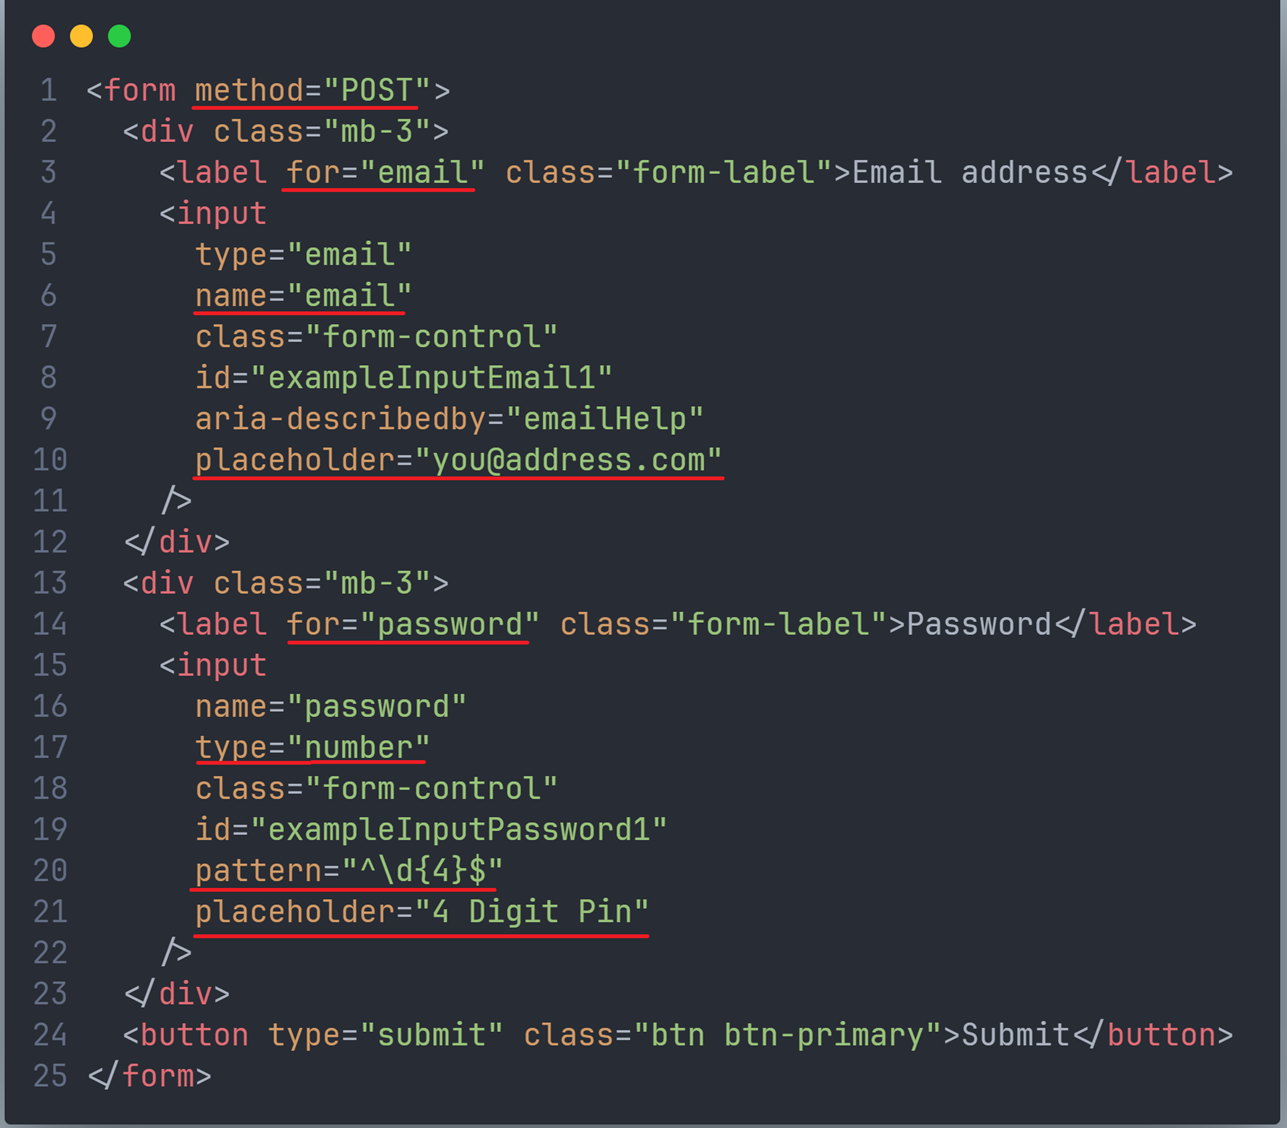 1 <form method="POST">
2   <div class="mb-3">
3     <label for="email" class="form-label">Email address</label>
4     <input
5       type="email"
6       name="email"
7       class="form-control"
8       id="exampleInputEmail1"
9       aria-describedby="emailHelp"
10       placeholder="you@address.com"
11     />
12   </div>
13   <div class="mb-3">
14     <label for="password" class="form-label">Password</label>
15     <input
16       name="password"
17       type="number"
18       class="form-control"
19       id="exampleInputPassword1"
20       pattern="^\d{4}$"
21       placeholder="4 Digit Pin"
22     />
23   </div>
24   <button type="submit" class="btn btn-primary">Submit</button>
25 </form>